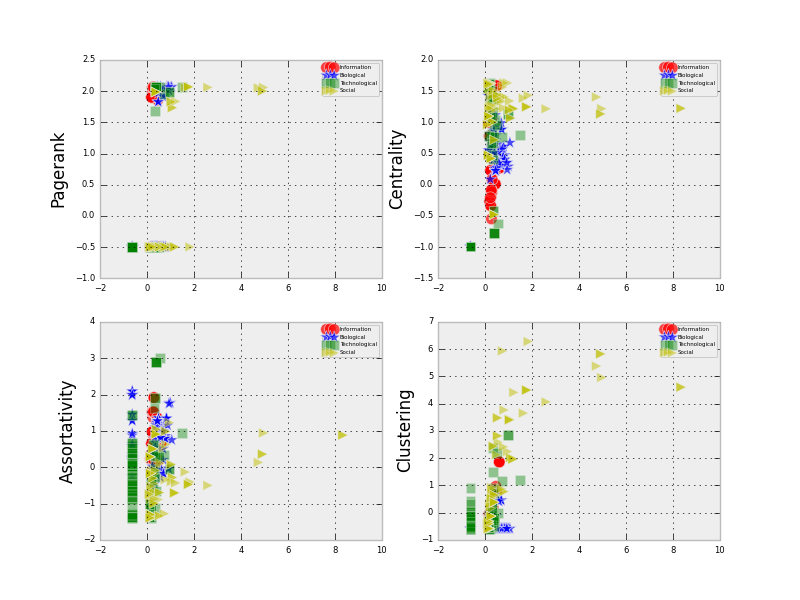 Pagerank
2.5
2.0
1.5
1.0
0.5
0.0
−0.5
−1.0
−2 0 2 4 6 8 10
Information
Biological
Technological
Social
Centrality
2.0
1.5
1.0
0.5
0.0
−0.5
−1.0
−1.5
−2 0 2 4 6 8 10
Information
Biological
Technological
Social
Assortativity
4
3
2
1
0
−1
−2
−2 0 2 4 6 8 10
Information
Biological
Technological
Social
Clustering
7
6
5
4
3
2
1
0
−1
−2 0 2 4 6 8 10
Information
Biological
Technological
Social